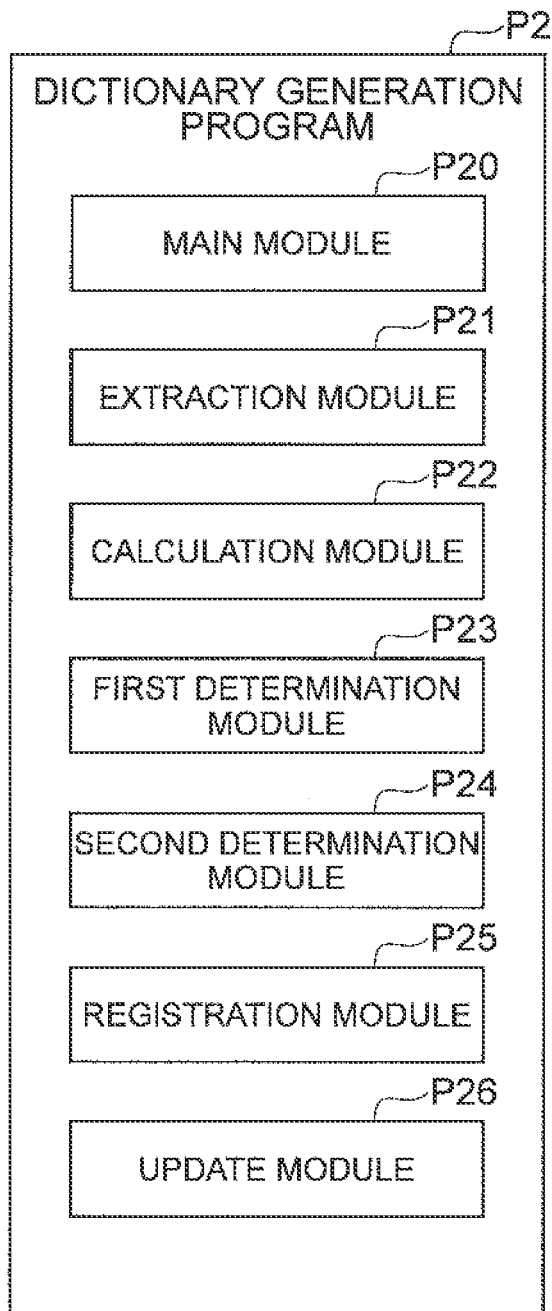 P2
DICTIONARY GENERATION
PROGRAM
P20
MAIN MODULE
P21
EXTRACTION MODULE
P22
CALCULATION MODULE
P23
FIRST DETERMINATION
MODULE
P24
SECOND DETERMINATION
MODULE
P25
REGISTRATION MODULE
P26
UPDATE MODULE